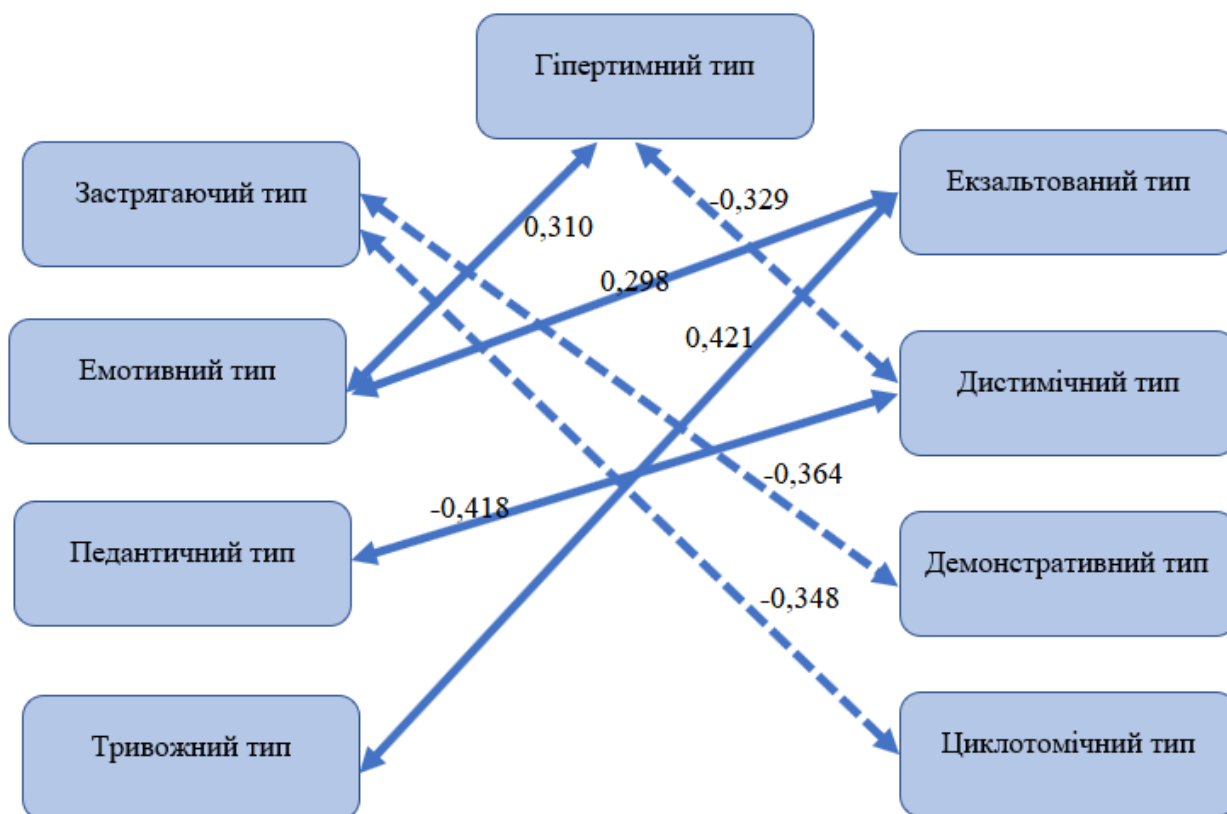 Гіпертимний тип
Застрягаючий тип
Екзальтований тип
-0,329
0,310
0,298
0,421
Емотивний тип
Дистимічний тип
-0,364
-0,418
Педантичний тип
Демонстративний тип
-0,348
Тривожний тип
Циклотомічний тип